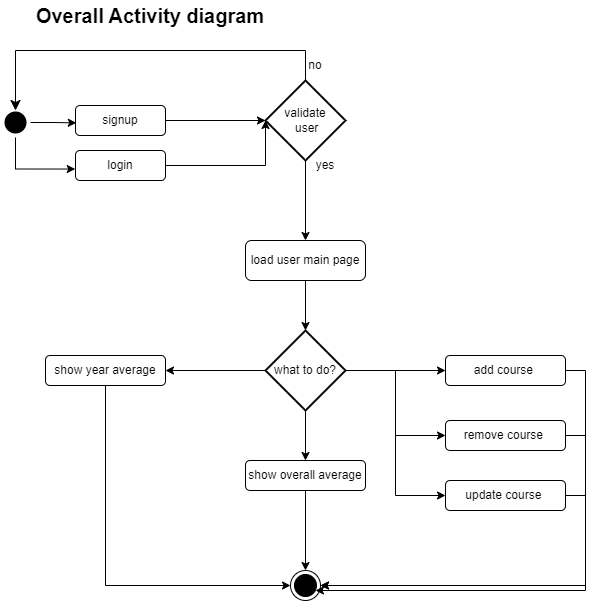 Overall Activity diagram
no
signup
validate
user
login
yes
load user main page
show year average
what to do?
add course
remove course
show overall average
update course